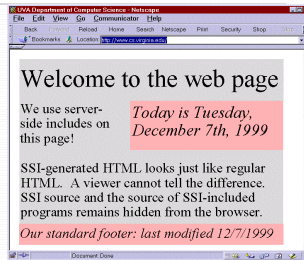 UVA Department of Computer Science - Netscape
File Edit View Go Communicator Help
Back Reload Home Search Netscape Print Security Shop
Bookmarks Location: http://www.cs.virginia.edu/
Welcome to the web page
We use server-
side includes on
this page!
Today is Tuesday,
December 7th, 1999
SSI-generated HTML looks just like regular
HTML. A viewer cannot tell the difference.
SSI source and the source of SSI-included
programs remains hidden from the browser.
Our standard footer: last modified 12/7/1999
Document Done